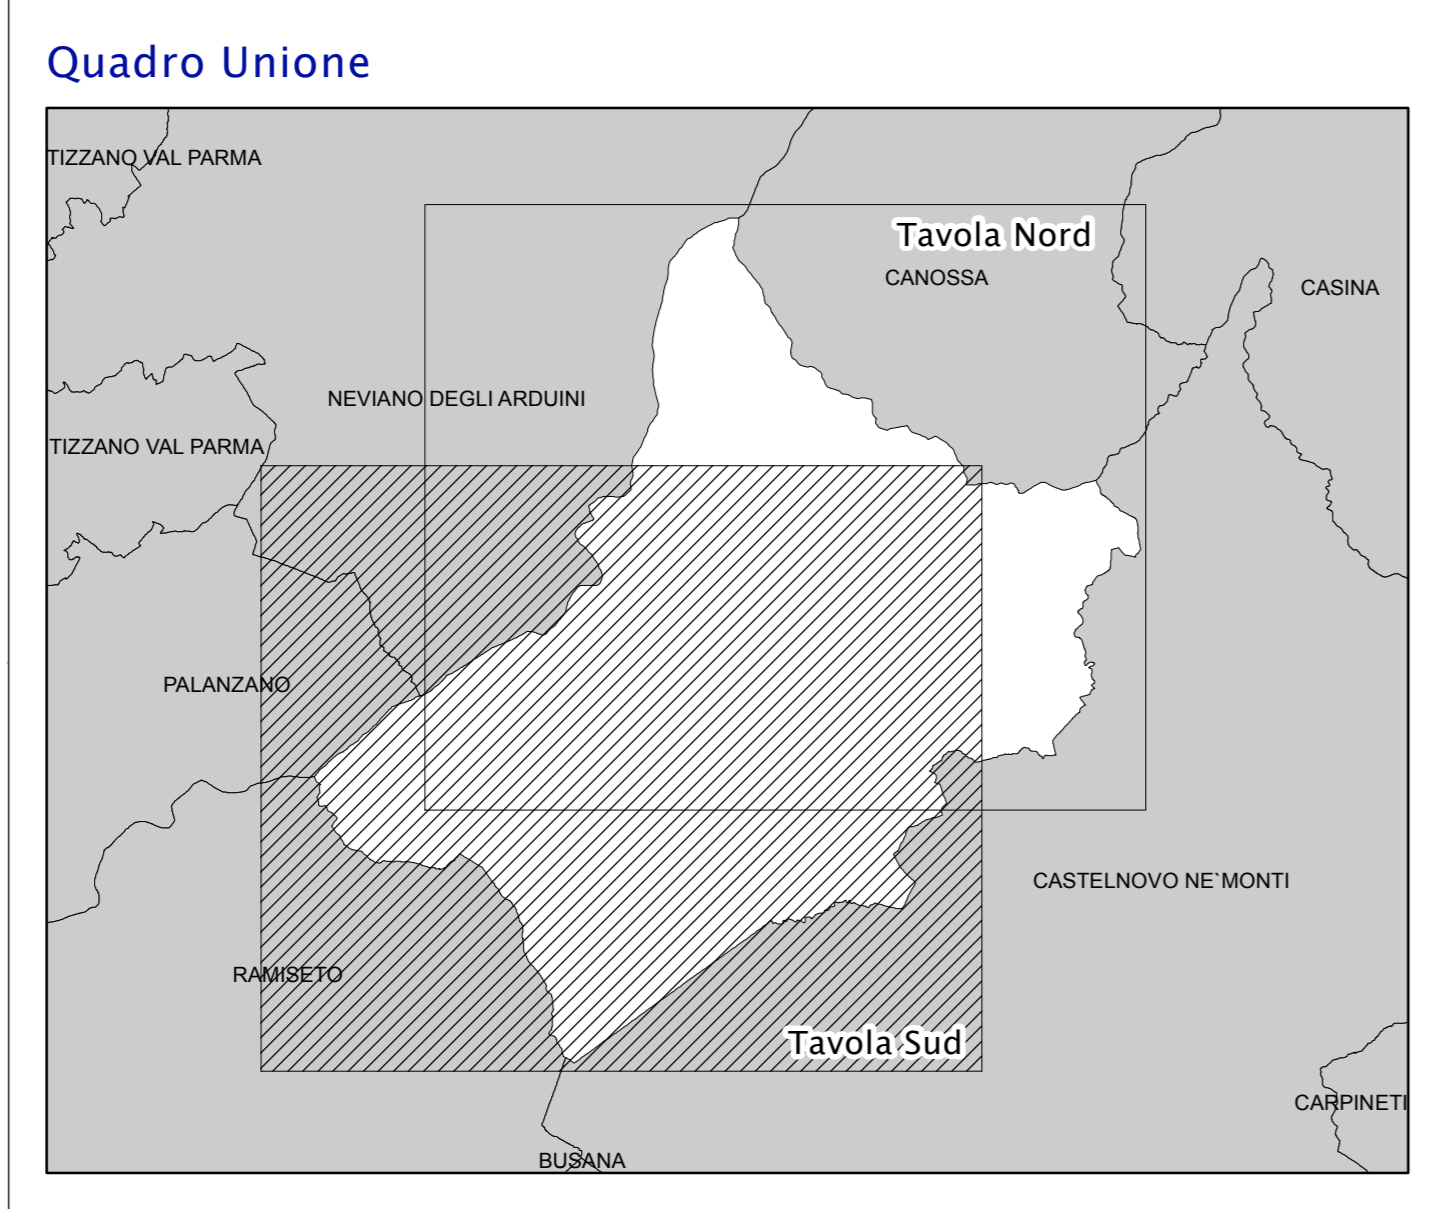 Quadro Unione
TIZZANO VAL PARMA
Tavola Nord
CANOSSA
CASINA
NEVIANO DEGLI ARDUINI
TIZZANO VAL PARMA
PALANZANO
CASTELNOVO NE`MONTI
RAMISETO
Tavola Sud
CARPINETI
BUSANA